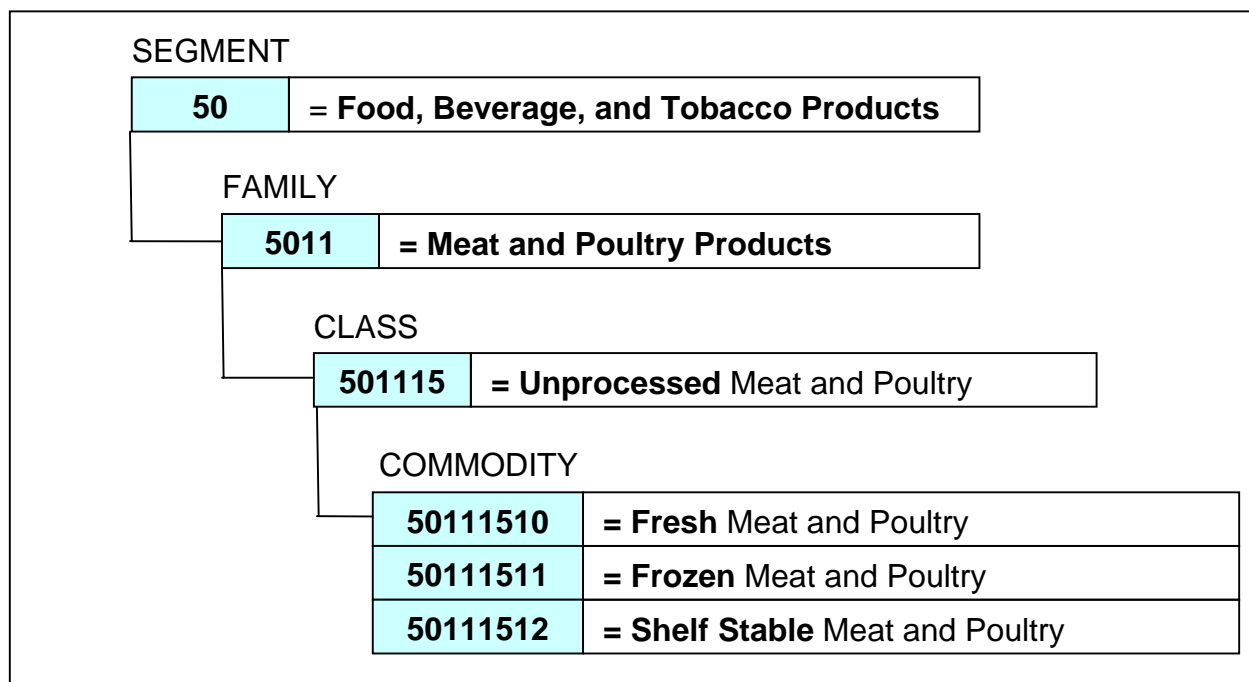 SEGMENT
50 = Food, Beverage, and Tobacco Products
FAMILY
5011 = Meat and Poultry Products
CLASS
501115 = Unprocessed Meat and Poultry
COMMODITY
50111510 = Fresh Meat and Poultry
50111511 = Frozen Meat and Poultry
50111512 = Shelf Stable Meat and Poultry